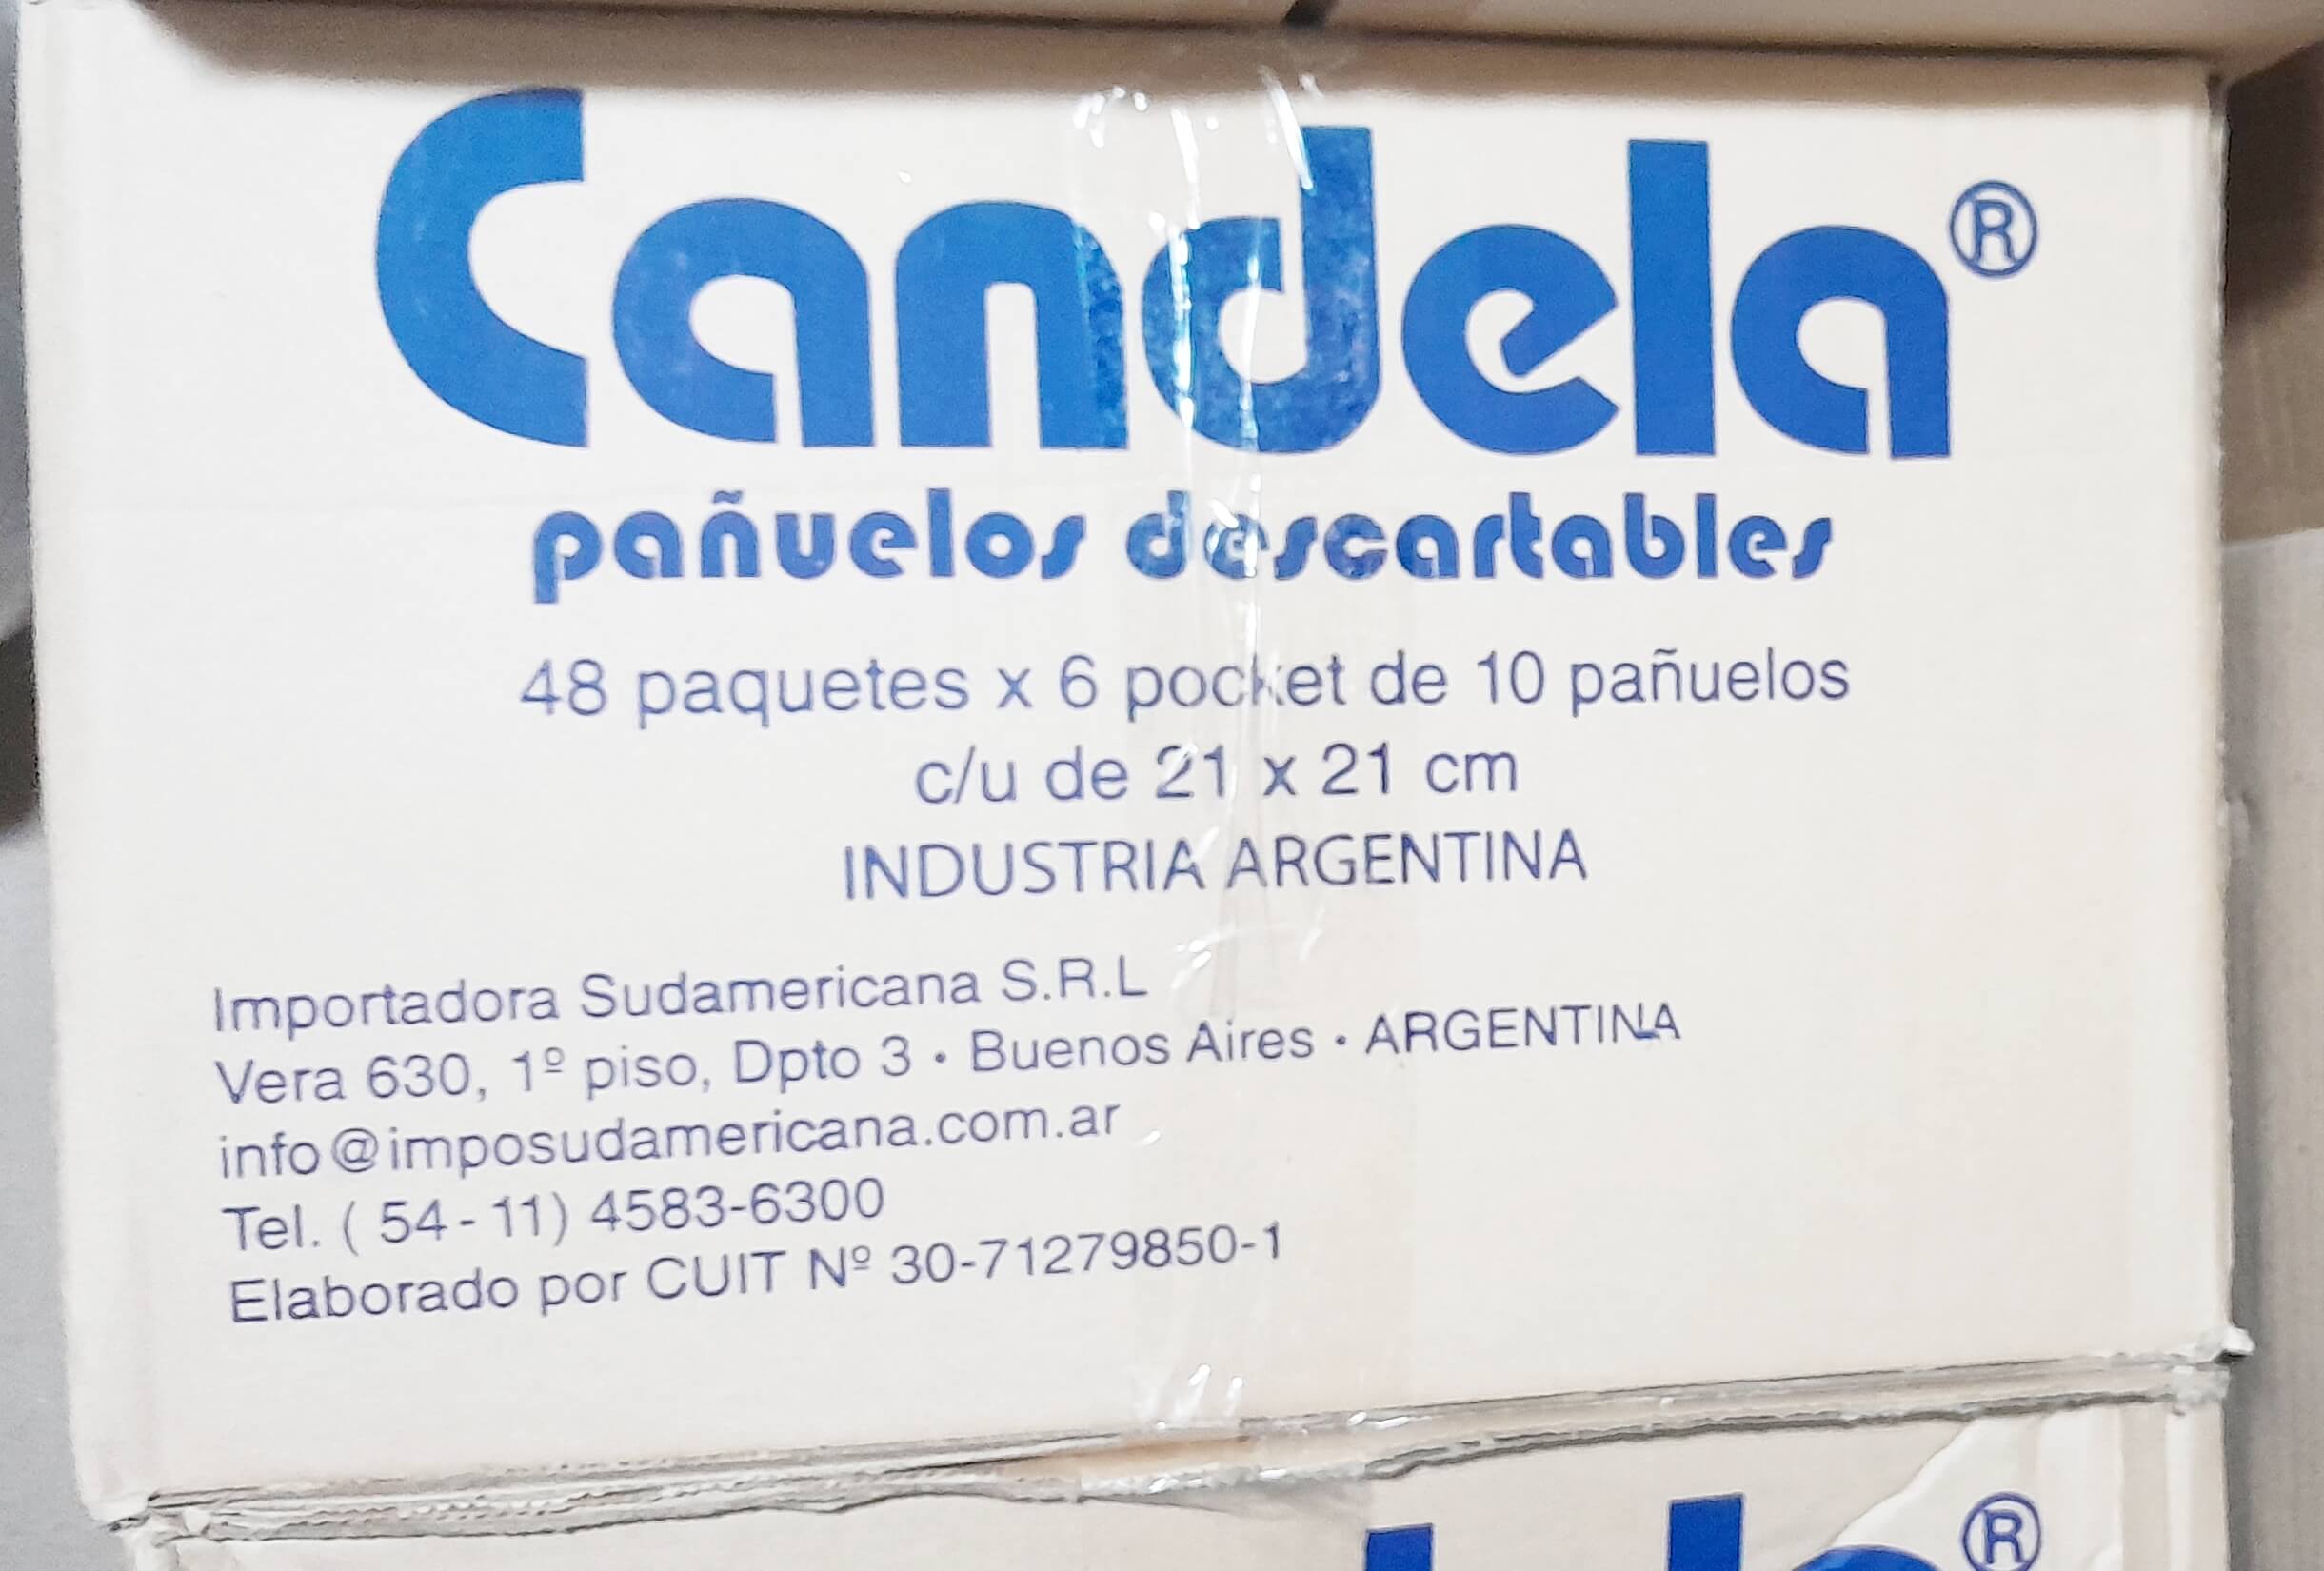 Candela®
pañuelos descartables
48 paquetes x 6 pocket de 10 pañuelos
c/u de 21 x 21 cm
INDUSTRIA ARGENTINA
Importadora Sudamericana S.R.L
Vera 630, 1º piso, Dpto 3 • Buenos Aires • ARGENTINA
info@imposudamericana.com.ar
Tel. ( 54-11) 4583-6300
Elaborado por CUIT Nº 30-71279850-1
®